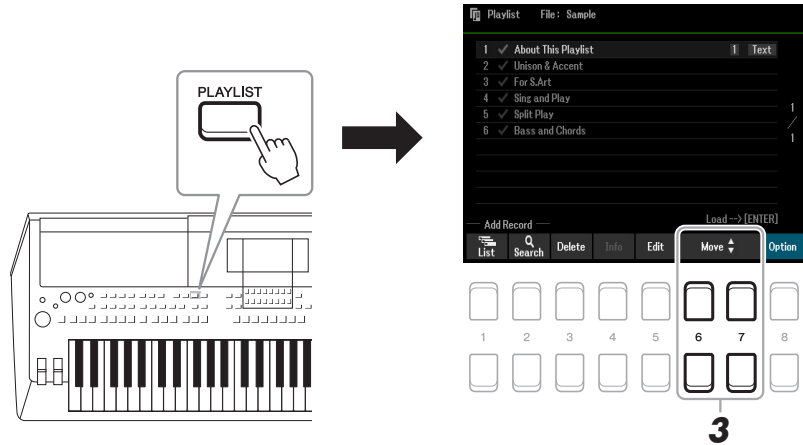 PLAYLIST
Playlist File: Sample
1 About This Playlist 1 Text
2 Unison & Accent
3 For S.Art
4 Sing and Play
5 Split Play
6 Bass and Chords
1/1
Load-->[ENTER]
Add Record
List Search Delete Info Edit Move Option
1 2 3 4 5 6 7 8
3